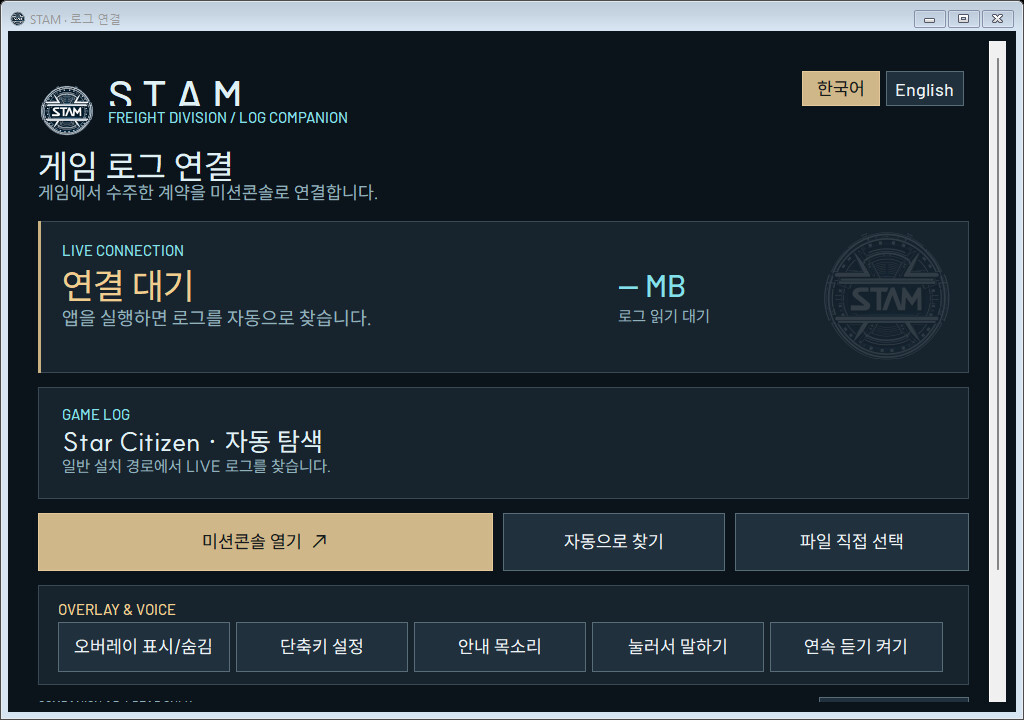 STAM · 로그 연결
STAM
STAM
FREIGHT DIVISION / LOG COMPANION
한국어
English
게임 로그 연결
게임에서 수주한 계약을 미션콘솔로 연결합니다.
LIVE CONNECTION
연결 대기
앱을 실행하면 로그를 자동으로 찾습니다.
— MB
로그 읽기 대기
STAM
GAME LOG
Star Citizen · 자동 탐색
일반 설치 경로에서 LIVE 로그를 찾습니다.
미션콘솔 열기 ↗
자동으로 찾기
파일 직접 선택
OVERLAY & VOICE
오버레이 표시/숨김
단축키 설정
안내 목소리
눌러서 말하기
연속 듣기 켜기